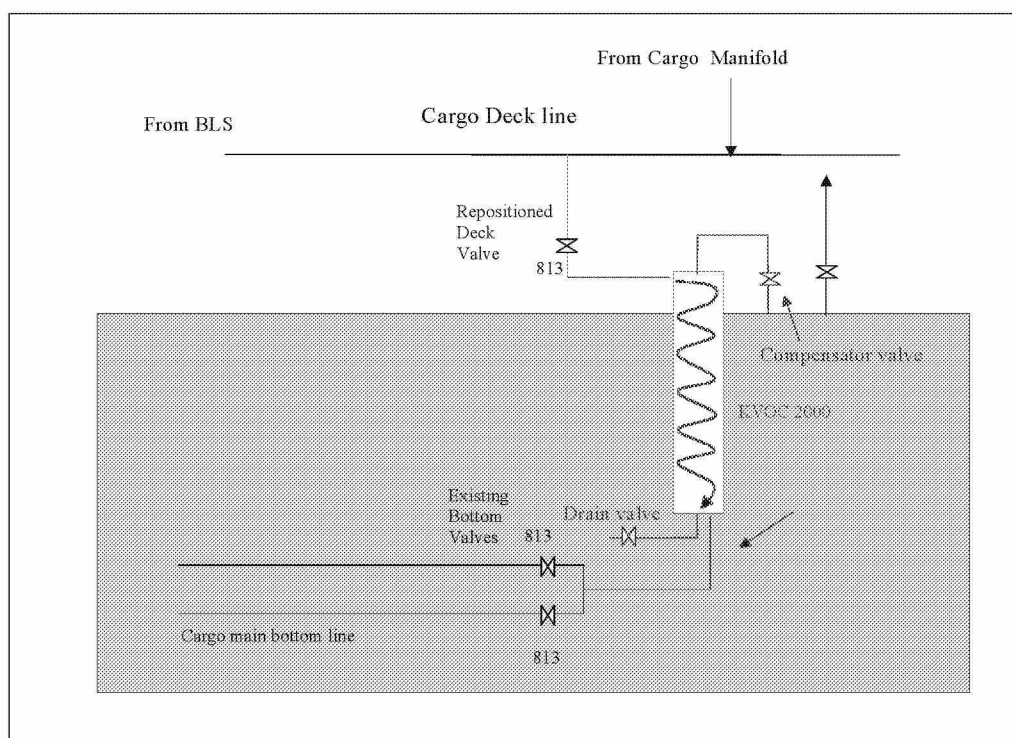 From Cargo Manifold
Cargo Deck line
From BLS
Repositioned
Deck
Valve
813
Compensator valve
KVOC 2000
Existing
Bottom
Valves
813
Drain valve
Cargo main bottom line
813